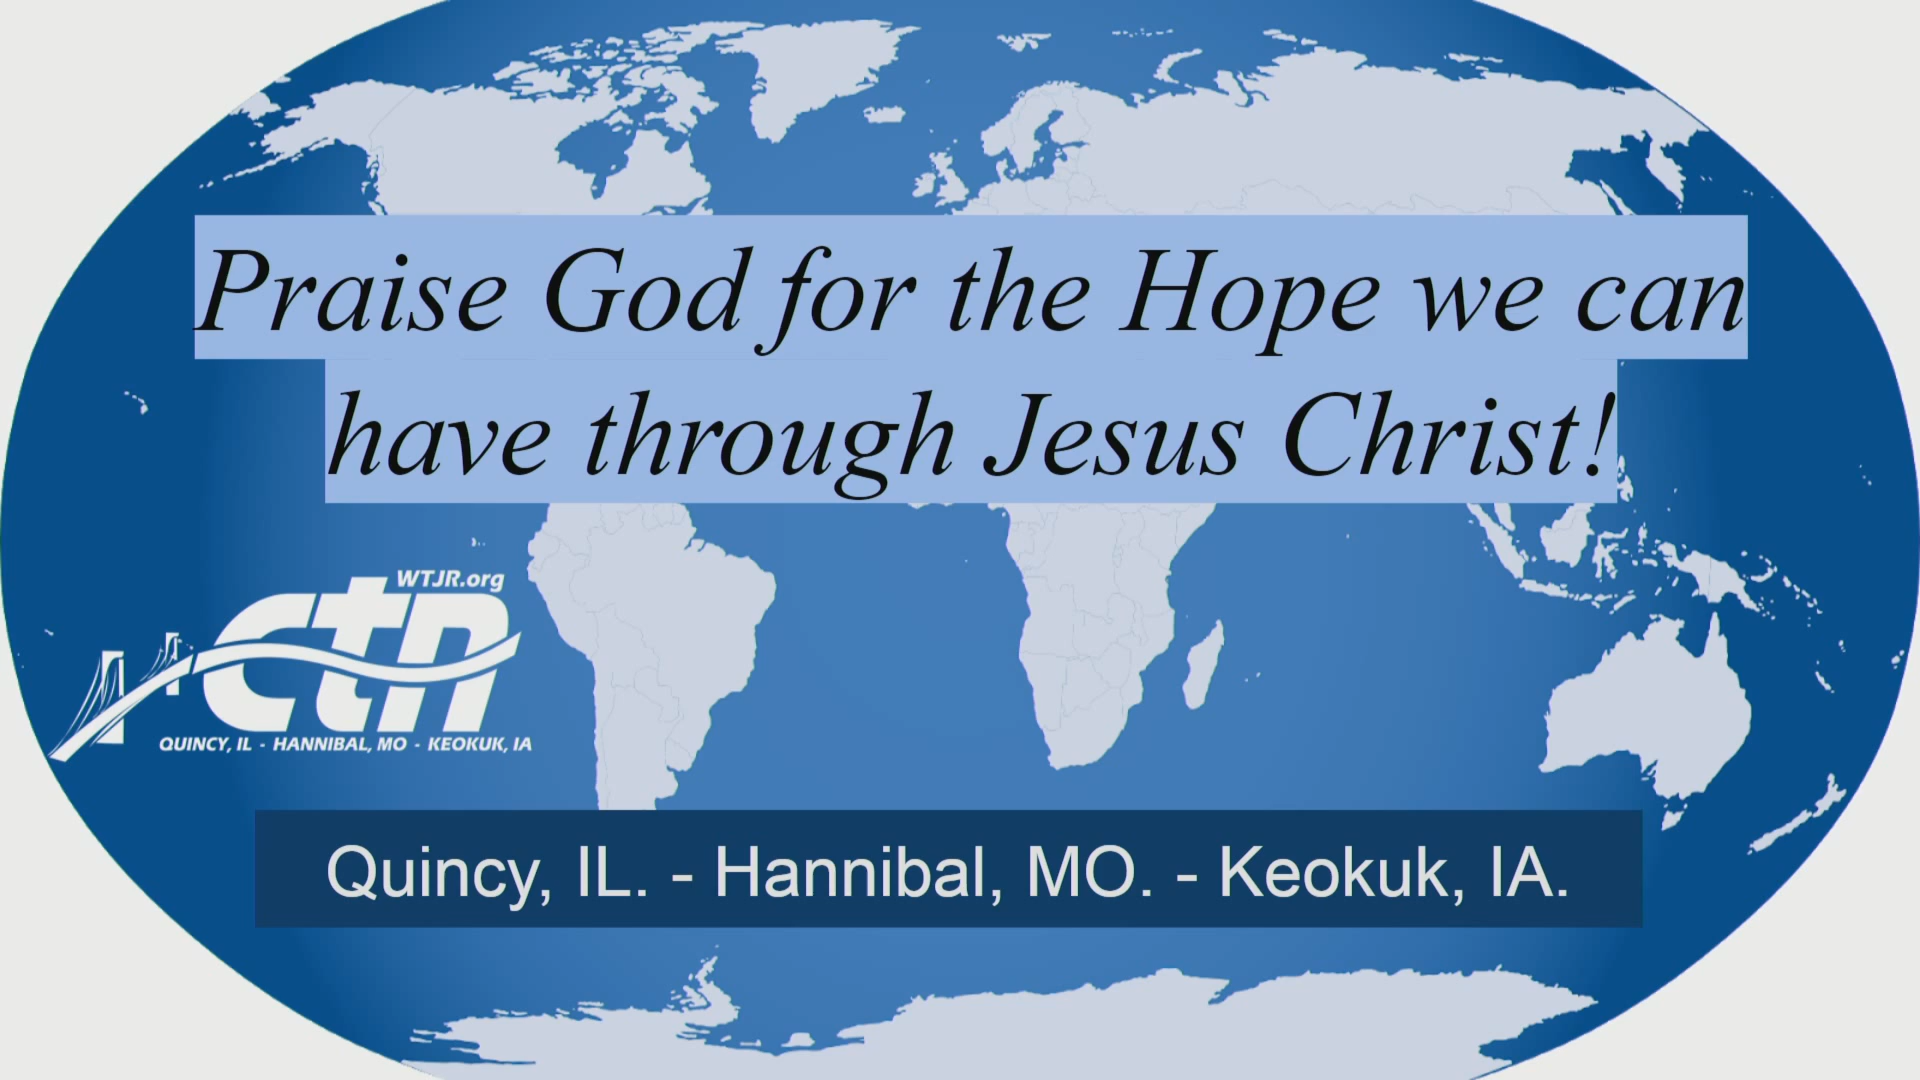 Praise God for the Hope we can
have through Jesus Christ!
WTJR.org
ctn
QUINCY, IL - HANNIBAL, MO - KEOKUK, IA
Quincy, IL. - Hannibal, MO. - Keokuk, IA.